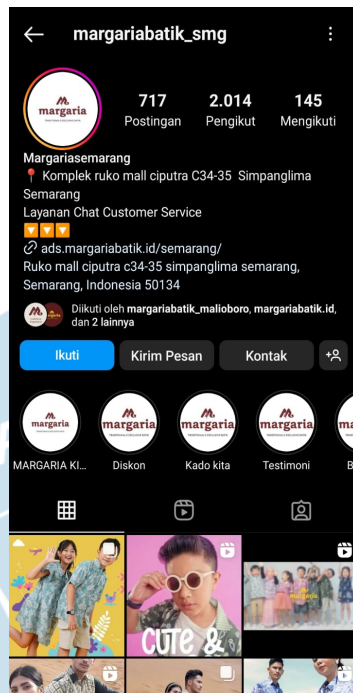 margariabatik_smg
margaria
717 2.014 145
Postingan Pengikut Mengikuti
Margariasemarang
Komplek ruko mall ciputra C34-35 Simpanglima
Semarang
Layanan Chat Customer Service
ads.margariabatik.id/semarang/
Ruko mall ciputra c34-35 simpanglima semarang,
Semarang, Indonesia 50134
Diikuti oleh margariabatik_malioboro, margariabatik.id,
dan 2 lainnya
Ikuti Kirim Pesan Kontak
margaria margaria margaria margaria ma
MARGARIA KI... Diskon Kado kita Testimoni B
margaria
CUTE &